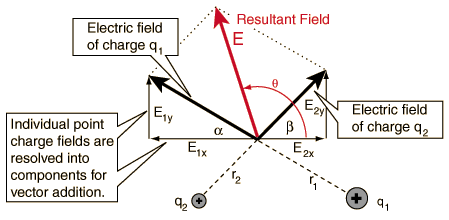 Electric field
of charge q1
Resultant Field
E
θ
E1y
E2y
Electric field
of charge q2
Individual point
charge fields are
resolved into
components for
vector addition.
α
β
E1x
E2x
r2
r1
q2
q1